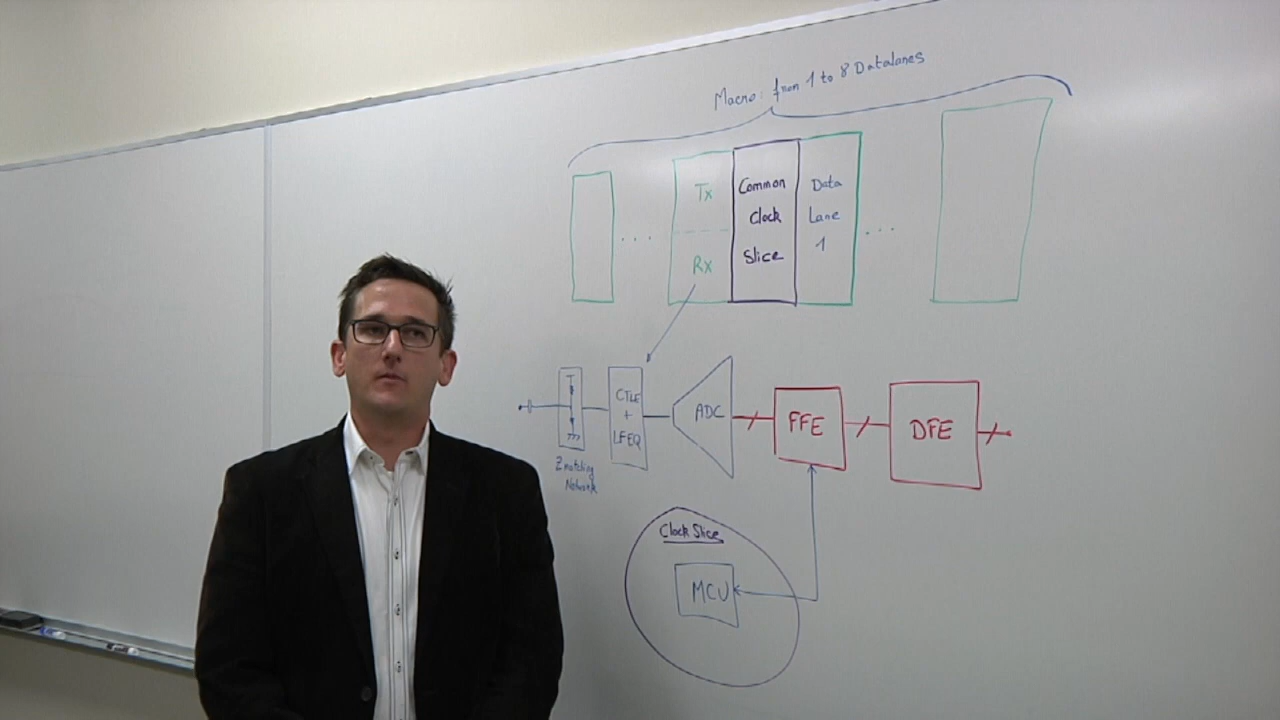 Macro: from 1 to 8 Datalanes
Tx
Rx
Common
Clock
Slice
Data
Lane
1
CTLE
+
LFEQ
ADC
FFE
DFE
Z matching
Network
Clock Slice
MCU